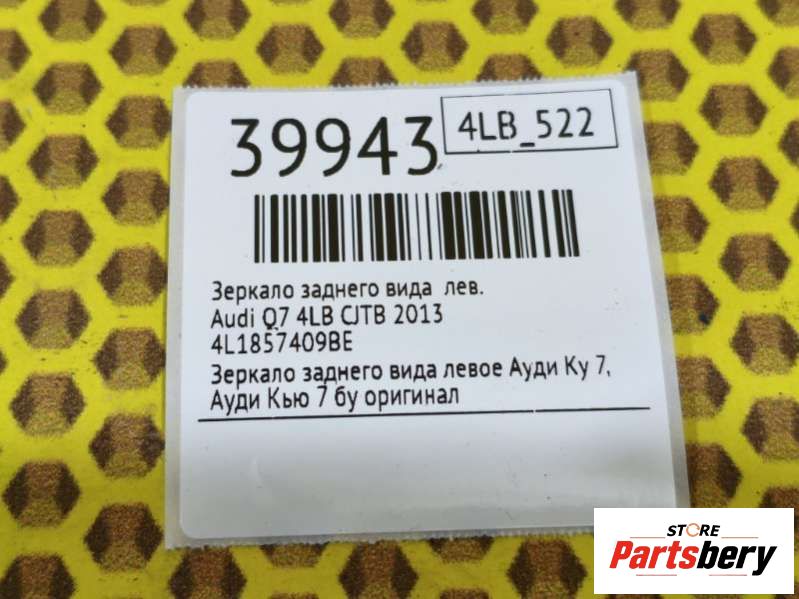 39943
4LB_522
Зеркало заднего вида лев.
Audi Q7 4LB CJTB 2013
4L1857409BE
Зеркало заднего вида левое Ауди Ку 7,
Ауди Кью 7 бу оригинал
STORE
Partsbery